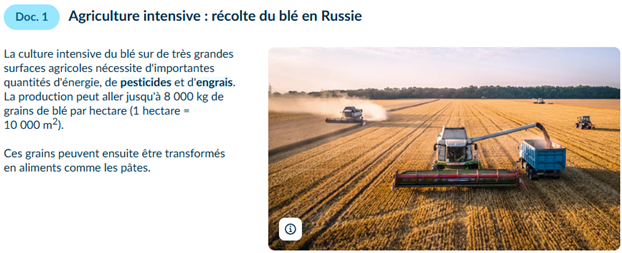 Doc. 1 Agriculture intensive : récolte du blé en Russie
La culture intensive du blé sur de très grandes
surfaces agricoles nécessite d'importantes
quantités d'énergie, de pesticides et d'engrais.
La production peut aller jusqu'à 8 000 kg de
grains de blé par hectare (1 hectare =
10 000 m²).
Ces grains peuvent ensuite être transformés
en aliments comme les pâtes.